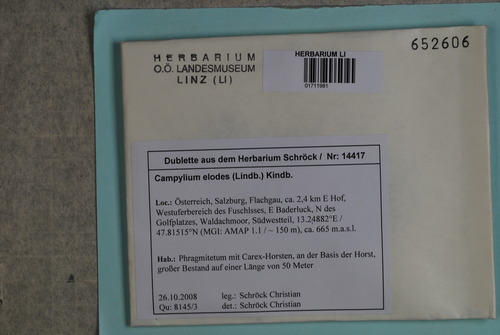 HERBARIUM
O.Ö. LANDESMUSEUM
LINZ (LI)
HERBARIUM LI
01711981
652606
Dublette aus dem Herbarium Schröck / Nr: 14417
Campylium elodes (Lindb.) Kindb.
Loc.: Österreich, Salzburg, Flachgau, ca. 2,4 km E Hof,
Westuferbereich des Fuschlsses, E Baderluck, N des
Golfplatzes, Waldachmoor, Südwestteil, 13.24882°E /
47.81515°N (MGI: AMAP 1.1 / ~ 150 m), ca. 665 m.a.s.l.
Hab.: Phragmitetum mit Carex-Horsten, an der Basis der Horst,
großer Bestand auf einer Länge von 50 Meter
26.10.2008 leg.: Schröck Christian
Qu: 8145/3 det.: Schröck Christian